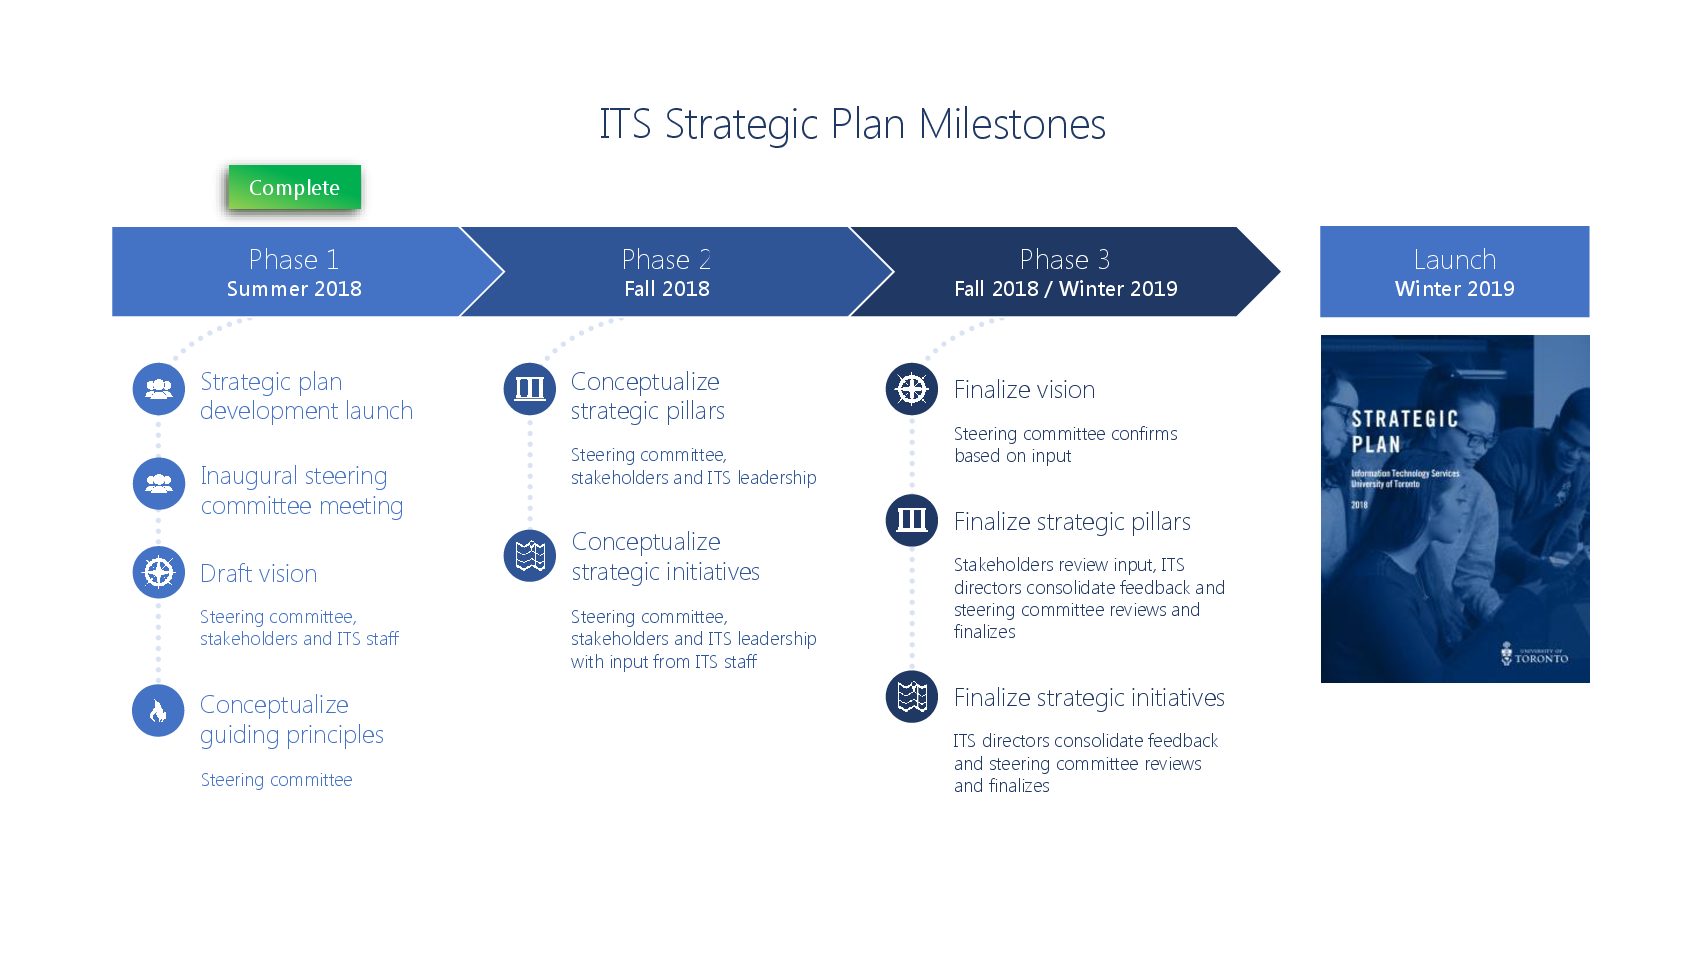 ITS Strategic Plan Milestones
Complete
Phase 1
Summer 2018
Phase 2
Fall 2018
Phase 3
Fall 2018 / Winter 2019
Launch
Winter 2019
Strategic plan
development launch
Inaugural steering
committee meeting
Draft vision
Steering committee,
stakeholders and ITS staff
Conceptualize
guiding principles
Steering committee
Conceptualize
strategic pillars
Steering committee,
stakeholders and ITS leadership
Conceptualize
strategic initiatives
Steering committee,
stakeholders and ITS leadership
with input from ITS staff
Finalize vision
Steering committee confirms
based on input
Finalize strategic pillars
Stakeholders review input, ITS
directors consolidate feedback and
steering committee reviews and
finalizes
Finalize strategic initiatives
ITS directors consolidate feedback
and steering committee reviews
and finalizes
STRATEGIC
PLAN
Information Technology Services
University of Toronto
2018
UNIVERSITY OF
TORONTO